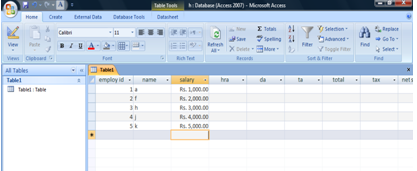 Table Tools
h : Database (Access 2007) - Microsoft Access
Home
Create
External Data
Database Tools
Datasheet
View
Paste
Calibri
11
Refresh All
New
Save
Delete
Totals
Spelling
More
Filter
Selection
Advanced
Toggle Filter
Find
Replace
Go To
Select
Views
Clipboard
Font
Rich Text
Records
Sort & Filter
Find
All Tables
Table1
Table1 : Table
Table1
employ id name salary hra da ta total tax net s
1 a Rs. 1,000.00
2 f Rs. 2,000.00
3 h Rs. 3,000.00
4 j Rs. 4,000.00
5 k Rs. 5,000.00